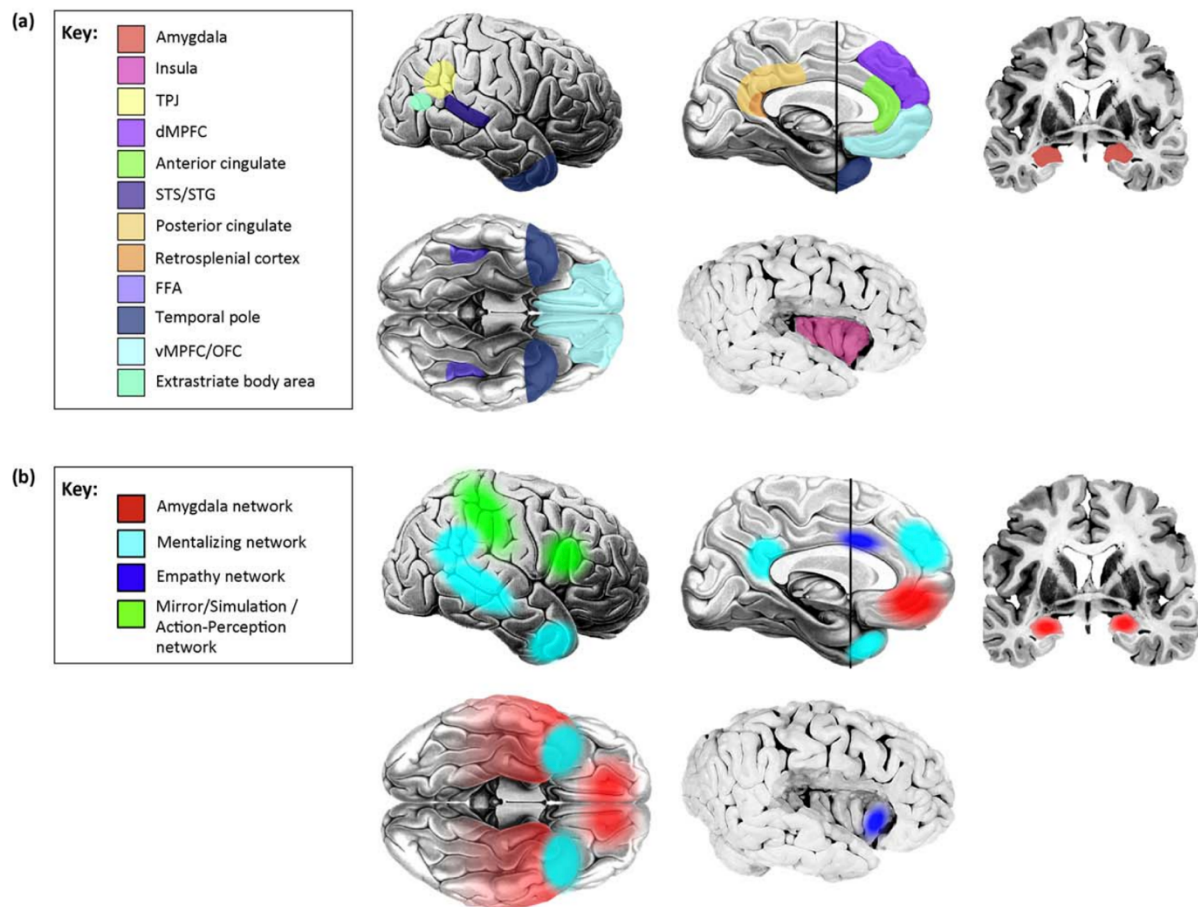 (a)
Key:
Amygdala
Insula
TPJ
dMPFC
Anterior cingulate
STS/STG
Posterior cingulate
Retrosplenial cortex
FFA
Temporal pole
vMPFC/OFC
Extrastriate body area
(b)
Key:
Amygdala network
Mentalizing network
Empathy network
Mirror/Simulation /
Action-Perception
network